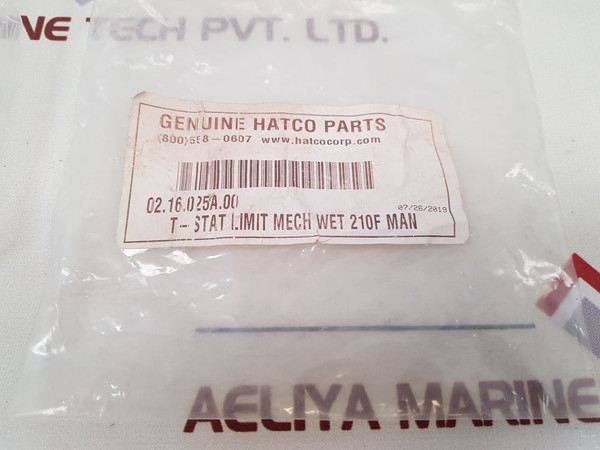 INE TECH PVT. LTD.
GENUINE HATCO PARTS
(800)558-0607 www.hatcocorp.com
02.16.025A.00
07/26/2019
T-STAT LIMIT MECH WET 210F MAN
AELIYA MARINE